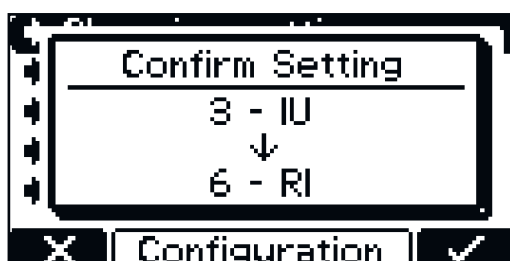 Confirm Setting
3 - IU
↓
6 - RI
X Configuration ✓